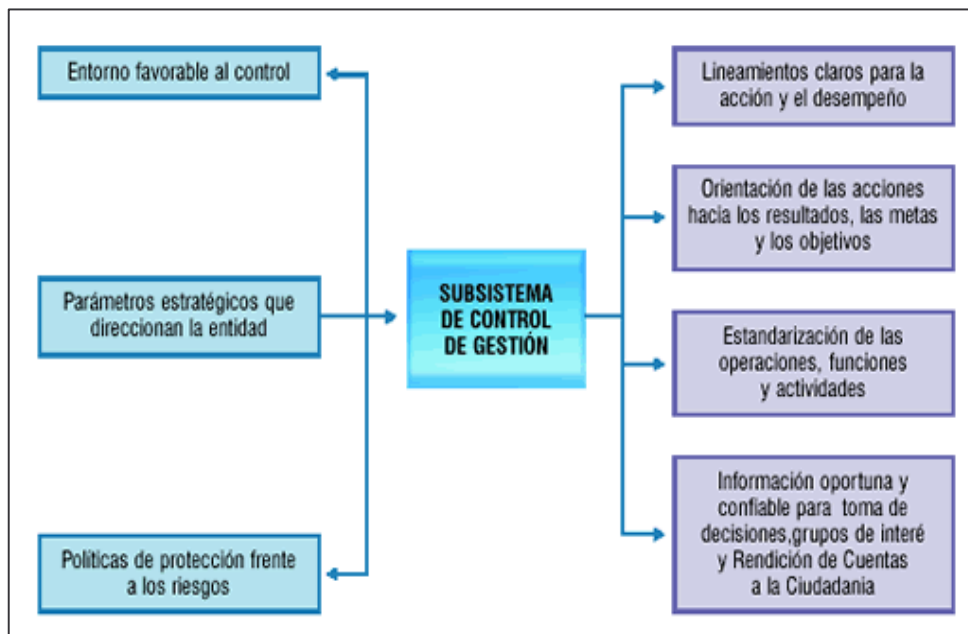 Entorno favorable al control
Parámetros estratégicos que
direccionan la entidad
Políticas de protección frente
a los riesgos
SUBSISTEMA
DE CONTROL
DE GESTIÓN
Lineamientos claros para la
acción y el desempeño
Orientación de las acciones
hacia los resultados, las metas
y los objetivos
Estandarización de las
operaciones, funciones
y actividades
Información oportuna y
confiable para toma de
decisiones,grupos de interé
y Rendición de Cuentas
a la Ciudadania